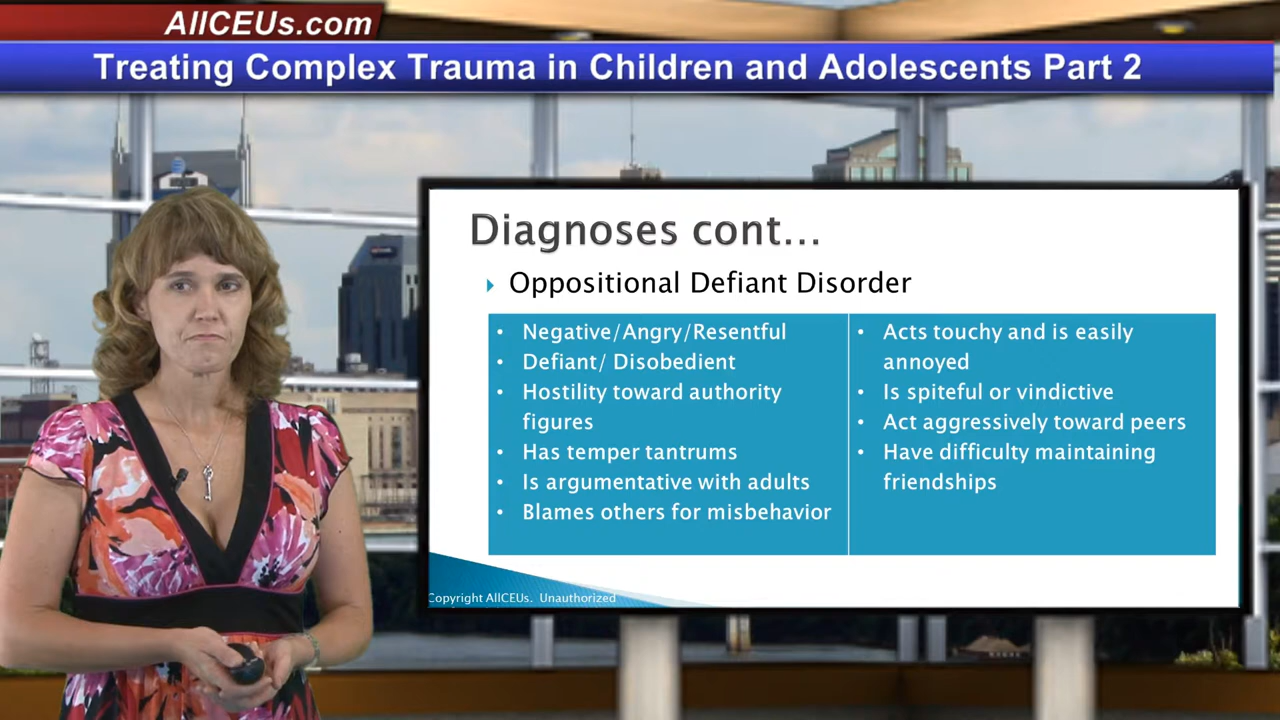 AllCEUs.com
Treating Complex Trauma in Children and Adolescents Part 2
Diagnoses cont...
Oppositional Defiant Disorder
• Negative/Angry/Resentful
• Defiant/ Disobedient
• Hostility toward authority
figures
• Has temper tantrums
• Is argumentative with adults
• Blames others for misbehavior
• Acts touchy and is easily
annoyed
• Is spiteful or vindictive
• Act aggressively toward peers
• Have difficulty maintaining
friendships
Copyright AllCEUs. Unauthorized